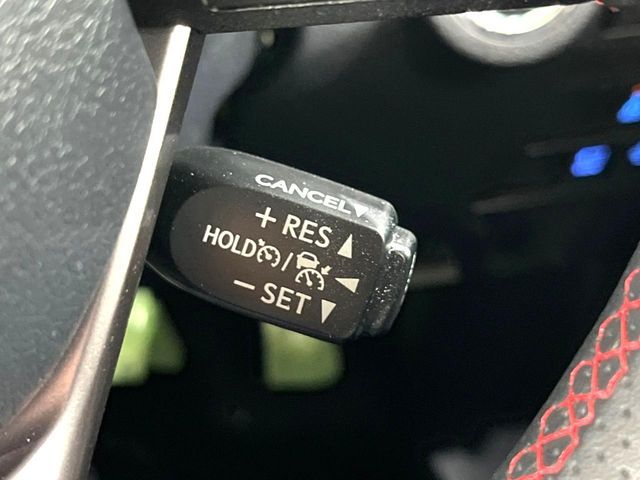 CANCEL▼
+ RES ▲
HOLD / ◀
− SET ▼